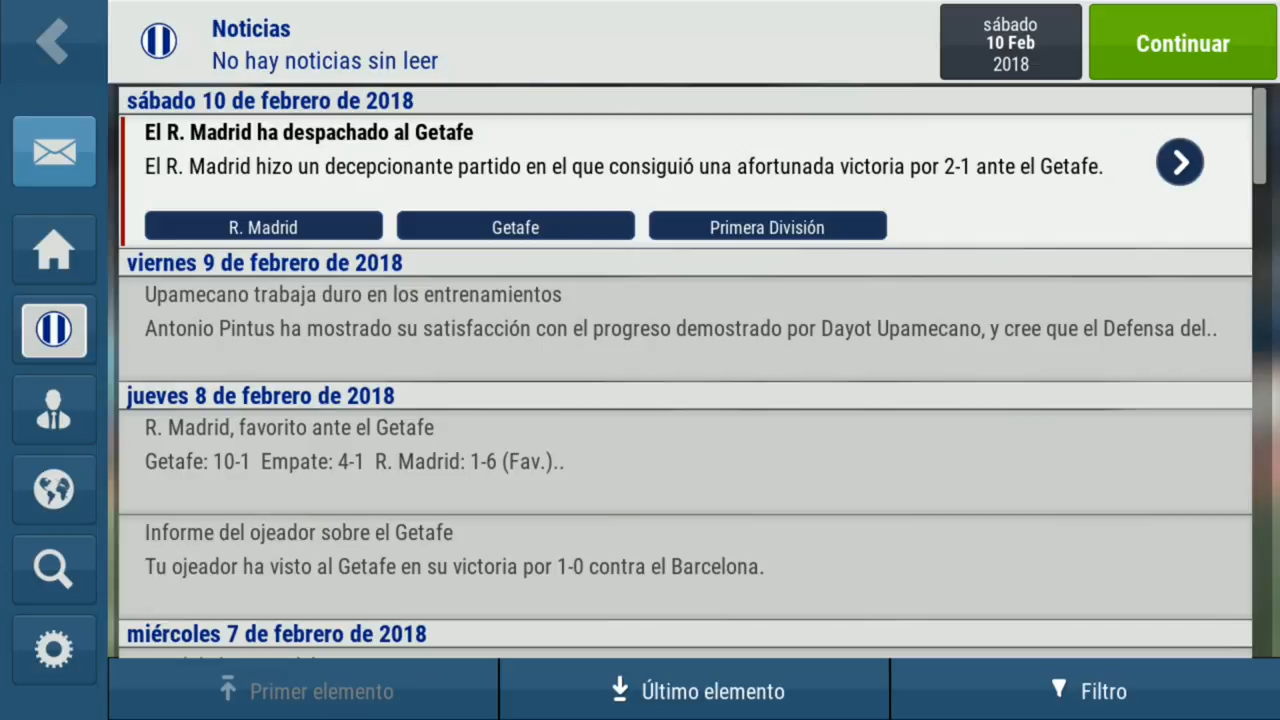 Noticias
No hay noticias sin leer
sábado
10 Feb
2018
Continuar
sábado 10 de febrero de 2018
El R. Madrid ha despachado al Getafe
El R. Madrid hizo un decepcionante partido en el que consiguió una afortunada victoria por 2-1 ante el Getafe.
R. Madrid
Getafe
Primera División
viernes 9 de febrero de 2018
Upamecano trabaja duro en los entrenamientos
Antonio Pintus ha mostrado su satisfacción con el progreso demostrado por Dayot Upamecano, y cree que el Defensa del..
jueves 8 de febrero de 2018
R. Madrid, favorito ante el Getafe
Getafe: 10-1 Empate: 4-1 R. Madrid: 1-6 (Fav.)..
Informe del ojeador sobre el Getafe
Tu ojeador ha visto al Getafe en su victoria por 1-0 contra el Barcelona.
miércoles 7 de febrero de 2018
Primer elemento
Último elemento
Filtro